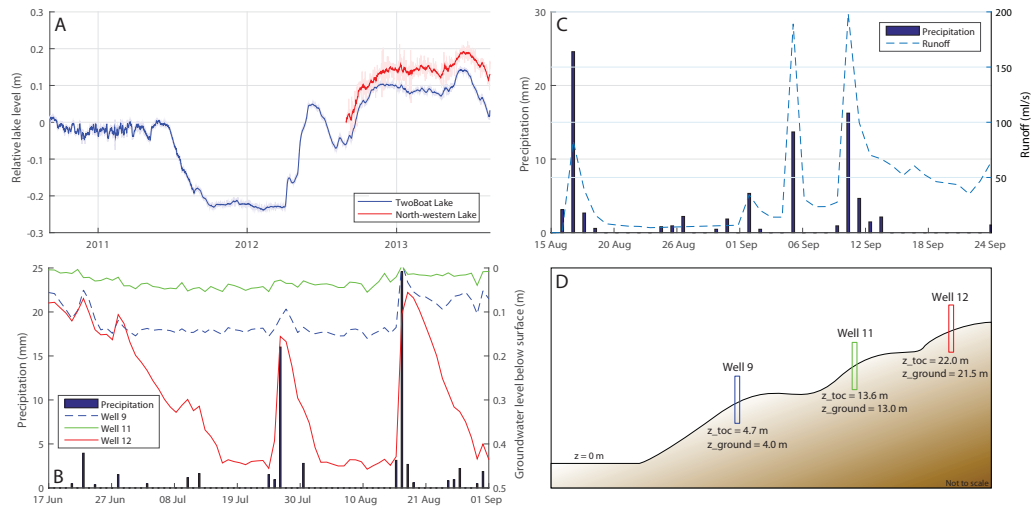 A
Relative lake level (m)
0.3
0.2
0.1
0
-0.1
-0.2
-0.3
2011
2012
2013
TwoBoat Lake
North-western Lake
C
Precipitation (mm)
30
20
10
0
200
150
100
50
Runoff (ml/s)
Precipitation
Runoff
15 Aug
20 Aug
26 Aug
01 Sep
06 Sep
12 Sep
18 Sep
24 Sep
B
Precipitation (mm)
25
20
15
10
5
0
0
0.1
0.2
0.3
0.4
0.5
Groundwater level below surface (m)
Precipitation
Well 9
Well 11
Well 12
17 Jun
27 Jun
08 Jul
19 Jul
30 Jul
10 Aug
21 Aug
01 Sep
D
Well 12
z_toc = 22.0 m
z_ground = 21.5 m
Well 11
z_toc = 13.6 m
z_ground = 13.0 m
Well 9
z_toc = 4.7 m
z_ground = 4.0 m
z = 0 m
Not to scale